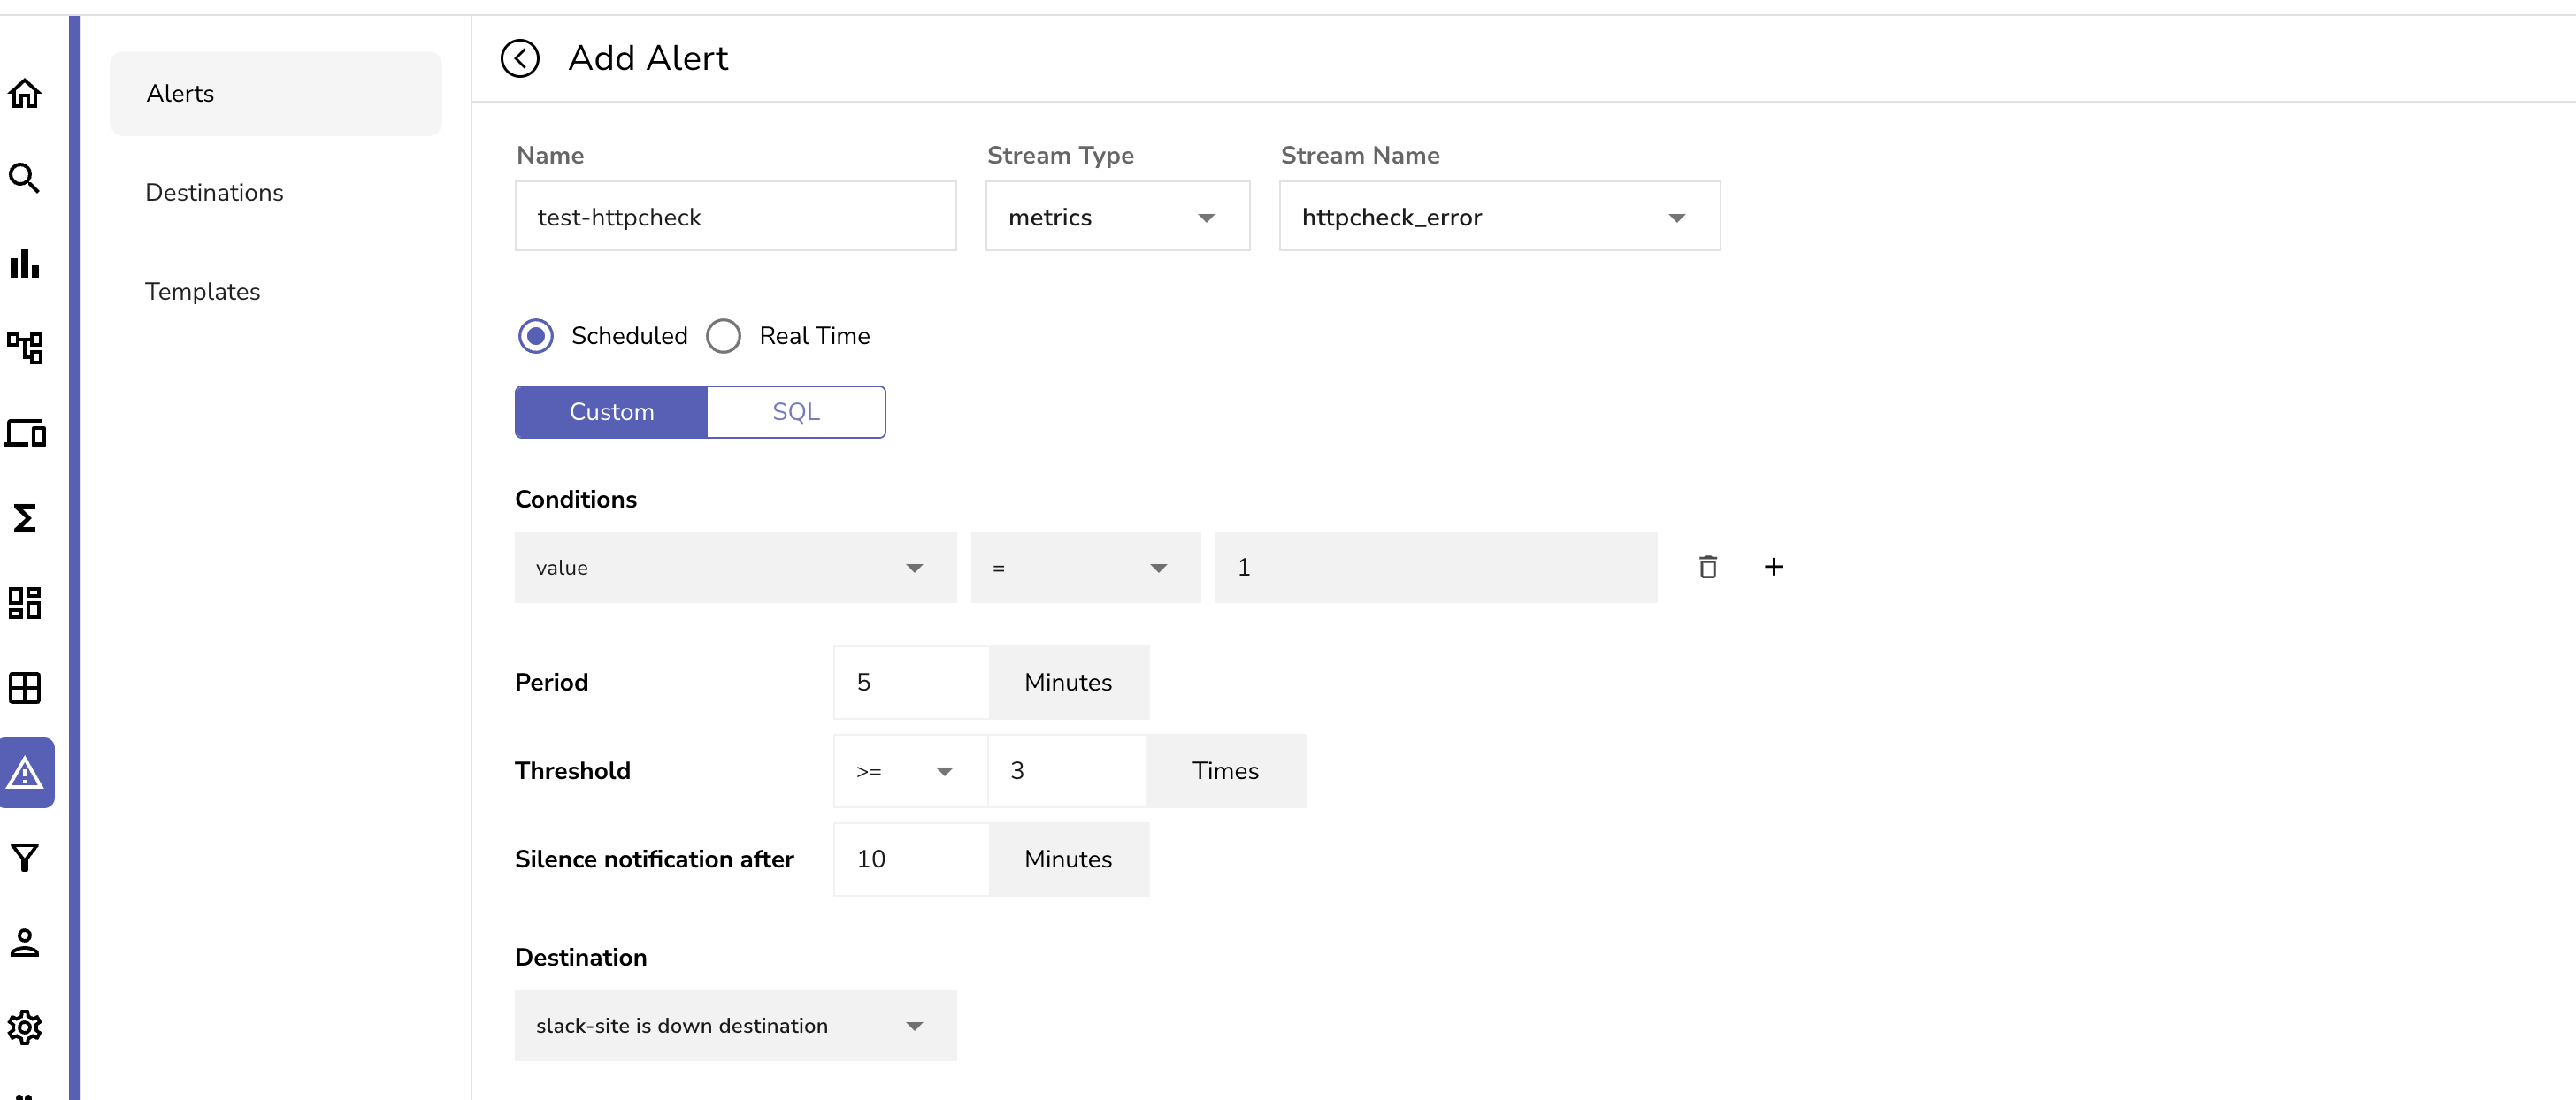 Add Alert
Alerts
Destinations
Templates
Name Stream Type Stream Name
test-httpcheck metrics httpcheck_error
Scheduled Real Time
Custom SQL
Conditions
value = 1
Period 5 Minutes
Threshold >= 3 Times
Silence notification after 10 Minutes
Destination
slack-site is down destination